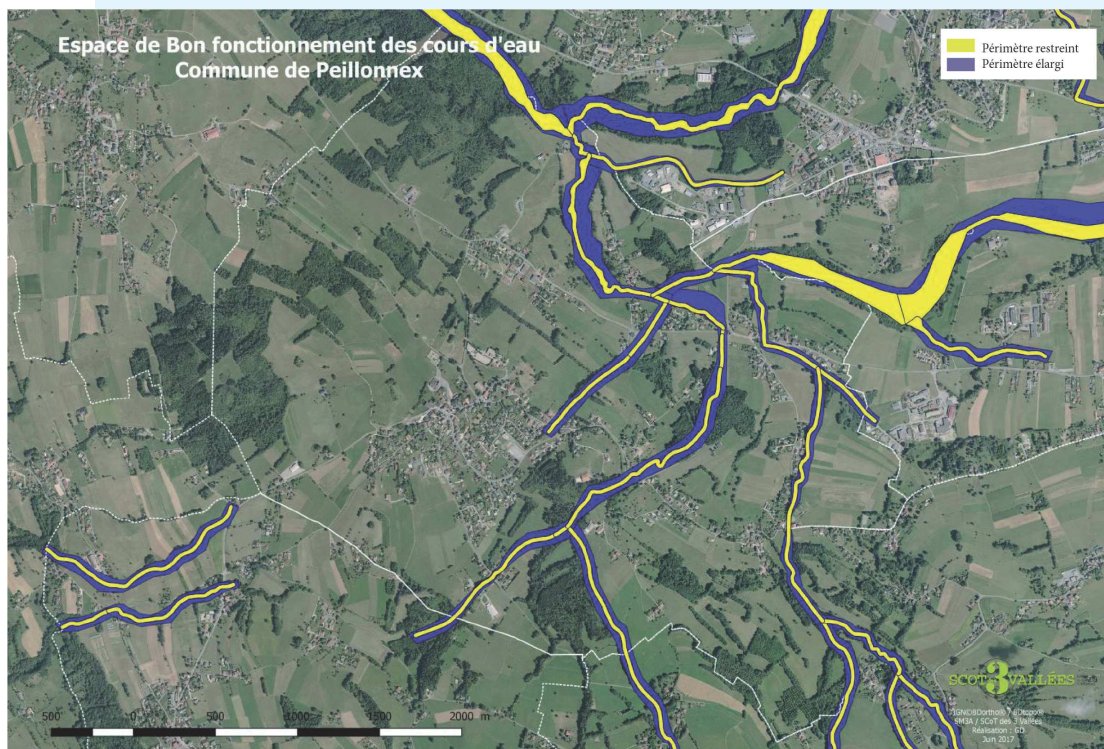 Espace de Bon fonctionnement des cours d'eau
Commune de Peillonnex
Périmètre restreint
Périmètre élargi
500 0 500 1000 1500 2000 m
SCOT 3 VALLÉES
SM3A / SCoT des 3 Vallées
Réalisation : GD
Juin 2017